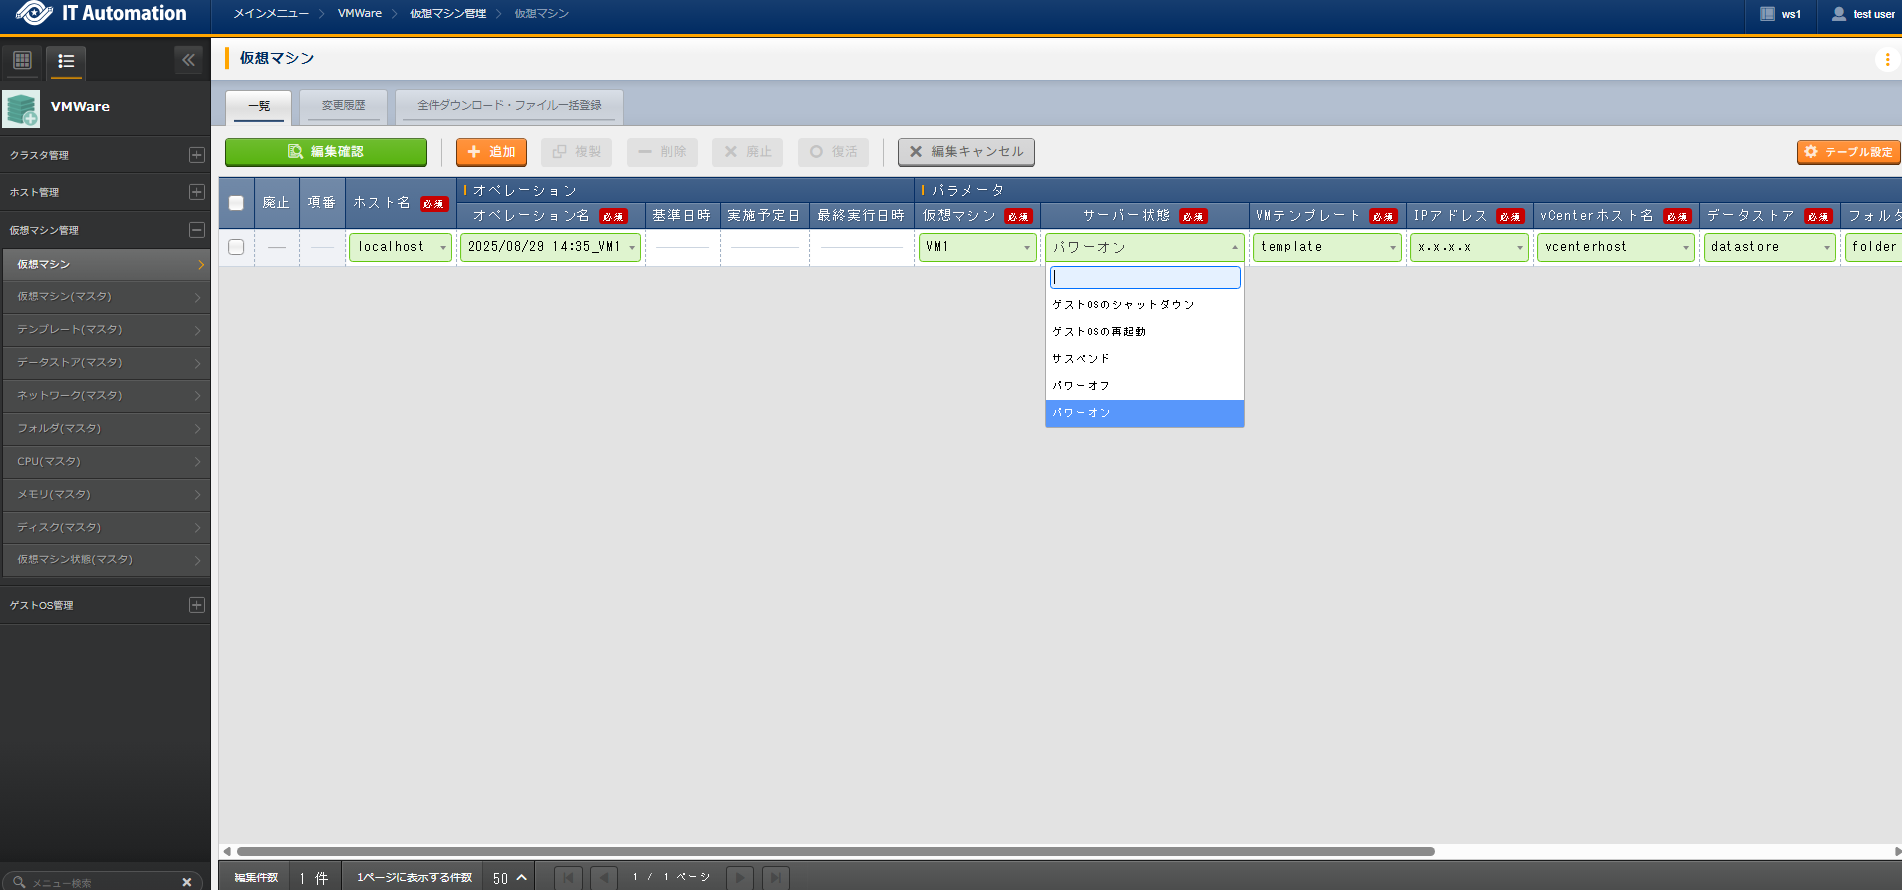 IT Automation
メインメニュー VMWare 仮想マシン管理 仮想マシン
ws1 test user
VMWare
クラスタ管理
ホスト管理
仮想マシン管理
仮想マシン
仮想マシン(マスタ)
テンプレート(マスタ)
データストア(マスタ)
ネットワーク(マスタ)
フォルダ(マスタ)
CPU(マスタ)
メモリ(マスタ)
ディスク(マスタ)
仮想マシン状態(マスタ)
ゲストOS管理
メニュー検索
仮想マシン
一覧 変更履歴 全件ダウンロード・ファイル一括登録
編集確認 追加 複製 削除 廃止 復活 編集キャンセル テーブル設定
廃止 項番 ホスト名 必須 オペレーション パラメータ
オペレーション名 必須 基準日時 実施予定日 最終実行日時 仮想マシン 必須 サーバー状態 必須 VMテンプレート 必須 IPアドレス 必須 vCenterホスト名 必須 データストア 必須 フォルダ
localhost 2025/08/29 14:35_VM1 VM1 パワーオン template x.x.x.x vcenterhost datastore folder
ゲストOSのシャットダウン
ゲストOSの再起動
サスペンド
パワーオフ
パワーオン
編集件数 1 件 1ページに表示する件数 50 1 / 1 ページ